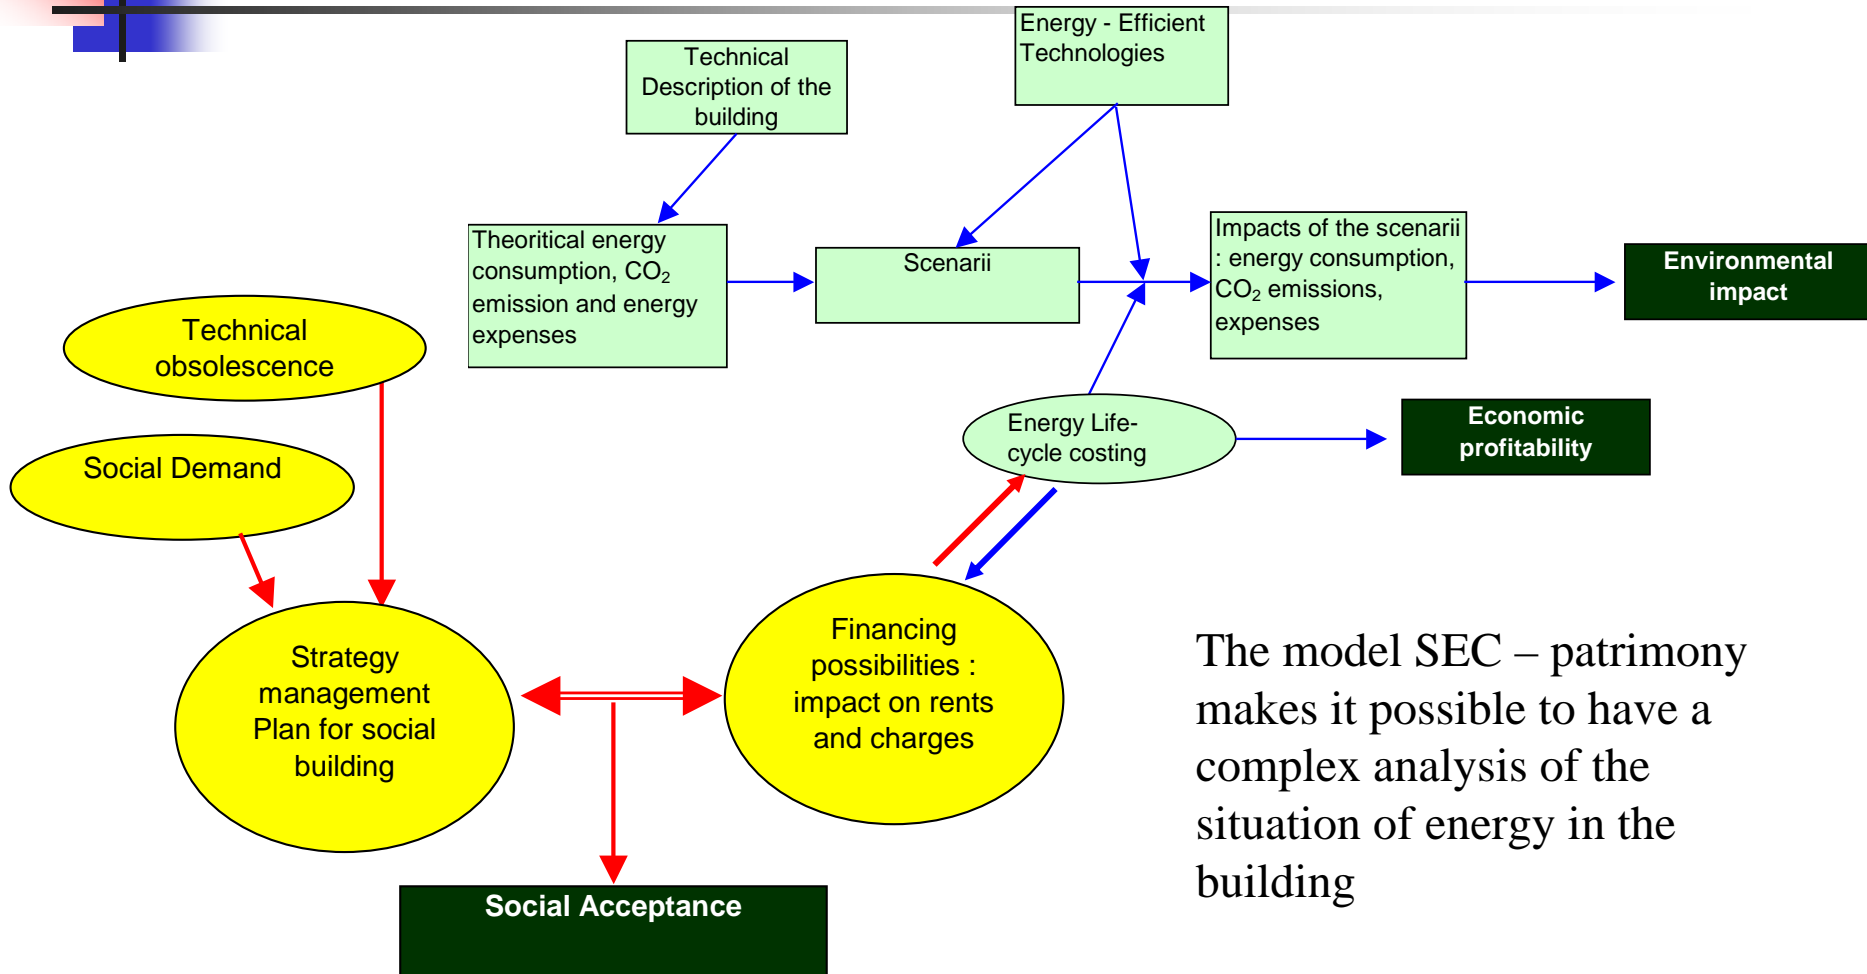 Energy - Efficient
Technologies
Technical
Description of the
building
Theoritical energy
consumption, CO₂
emission and energy
expenses
Scenarii
Impacts of the scenarii
: energy consumption,
CO₂ emissions,
expenses
Environmental
impact
Technical
obsolescence
Social Demand
Energy Life-
cycle costing
Economic
profitability
Strategy
management
Plan for social
building
Financing
possibilities :
impact on rents
and charges
Social Acceptance
The model SEC – patrimony
makes it possible to have a
complex analysis of the
situation of energy in the
building